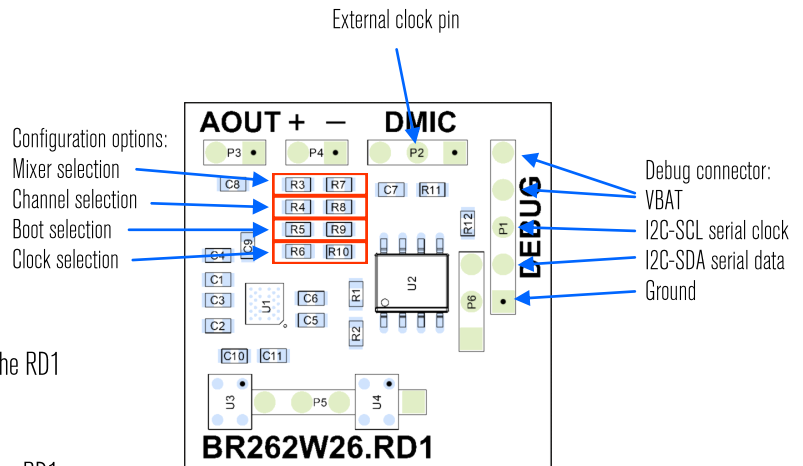 External clock pin
AOUT + – DMIC
P3
P4
P2
Configuration options:
Mixer selection
Channel selection
Boot selection
Clock selection
C8
R3 R7
C7
R11
R4 R8
R5 R9
R6 R10
R12
C4
C9
C1
C3
C2
U1
C6
C5
R1
R2
U2
P6
P1
DEBUG
Debug connector:
VBAT
I2C-SCL serial clock
I2C-SDA serial data
Ground
C10 C11
U3
P5
U4
BR262W26.RD1
he RD1